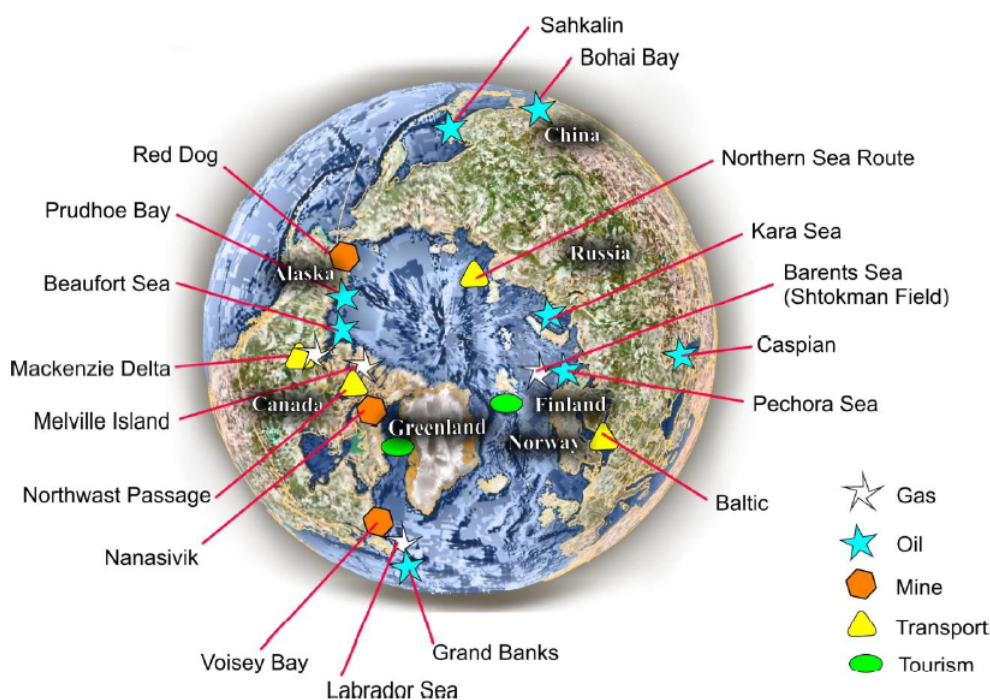 Sahkalin
Bohai Bay
China
Red Dog
Northern Sea Route
Prudhoe Bay
Kara Sea
Russia
Alaska
Beaufort Sea
Barents Sea
(Shtokman Field)
Caspian
Mackenzie Delta
Canada
Finland
Pechora Sea
Melville Island
Greenland
Norway
Northwast Passage
Baltic
Nanasivik
Gas
Oil
Mine
Transport
Tourism
Voisey Bay
Grand Banks
Labrador Sea